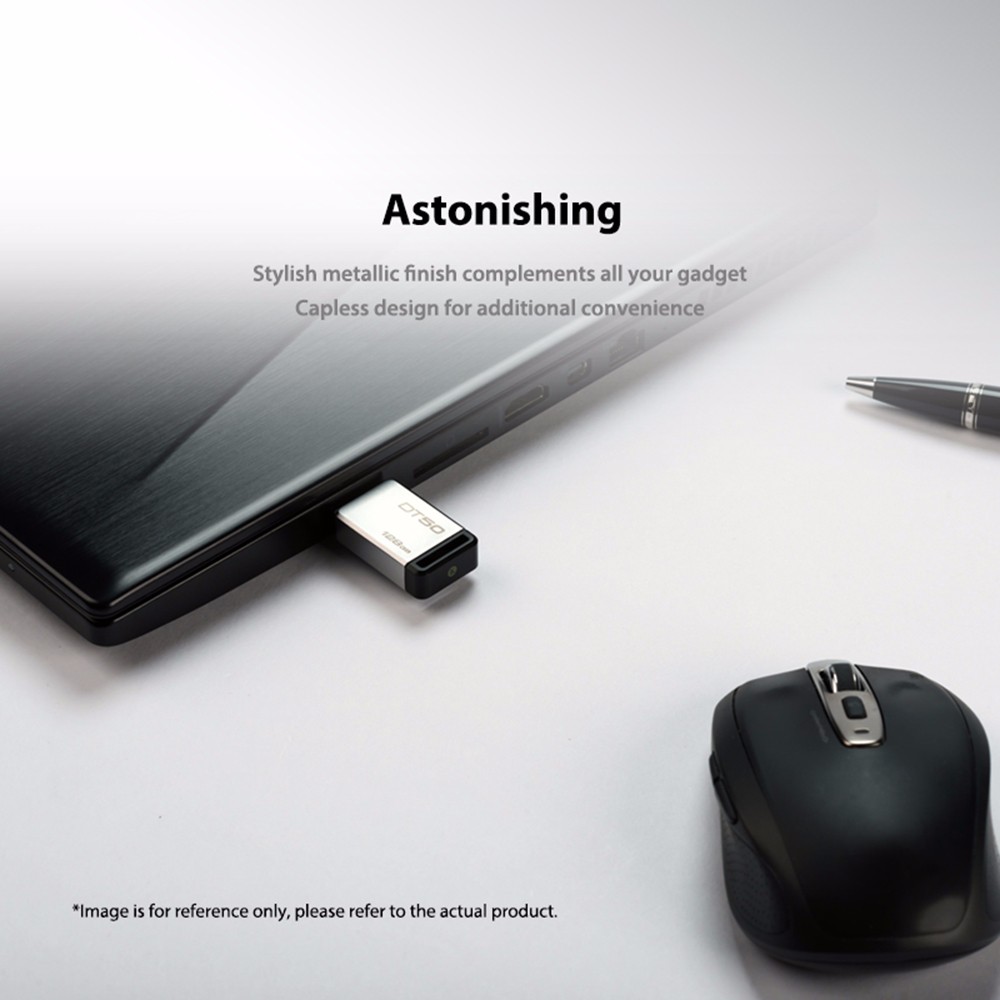 Astonishing
Stylish metallic finish complements all your gadget
Capless design for additional convenience
DT50
128GB
*Image is for reference only, please refer to the actual product.